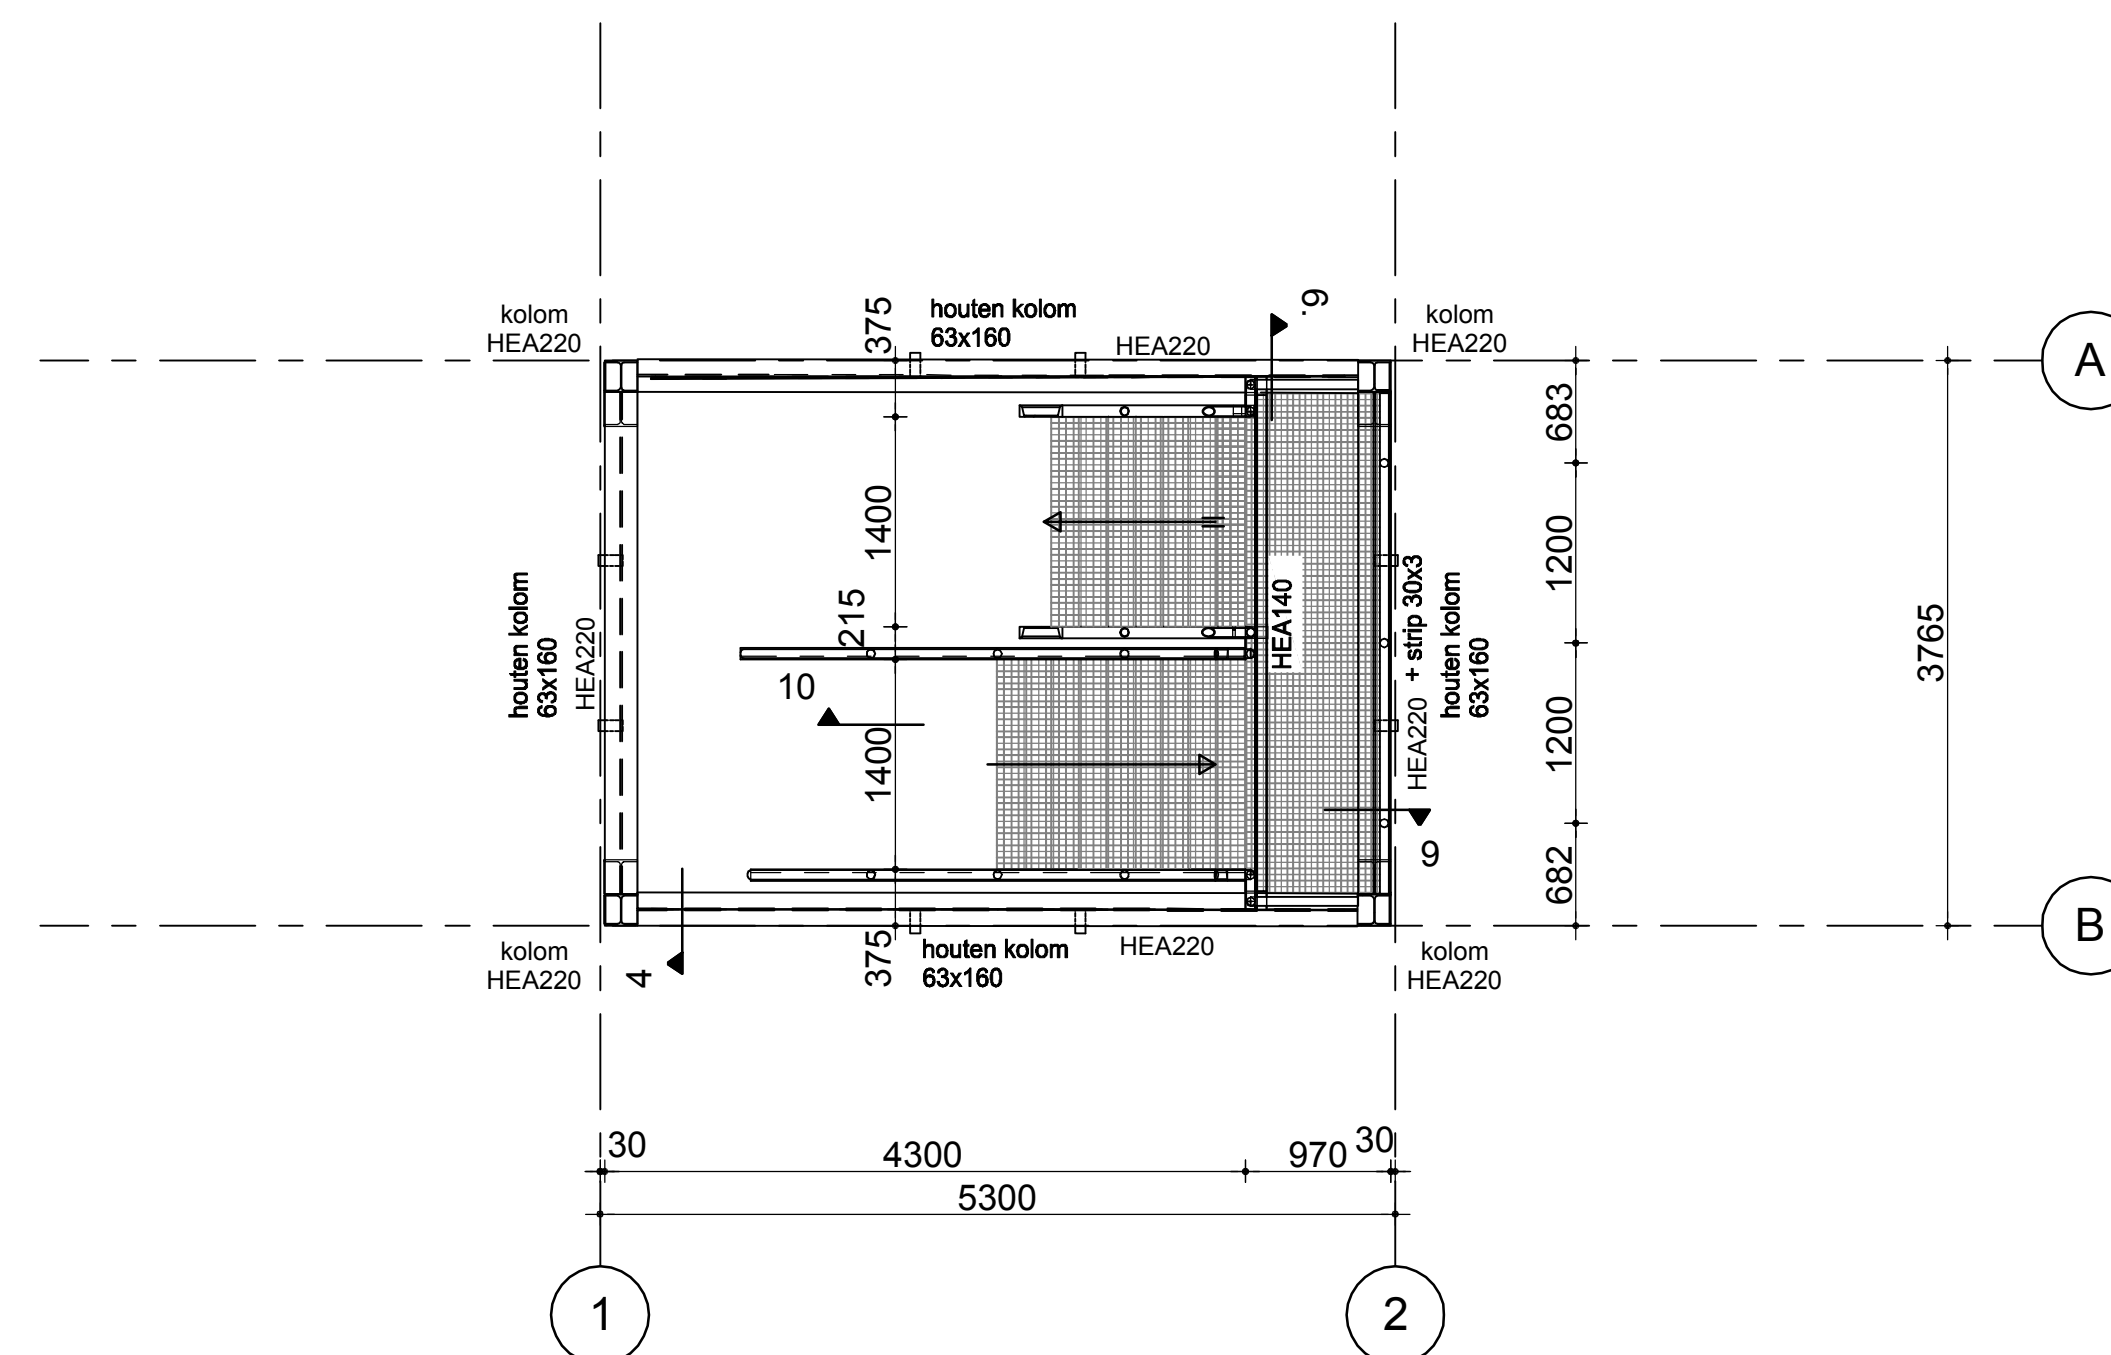 kolom
HEA220
375
houten kolom
63x160
HEA220
6.
kolom
HEA220
A
683
1400
1200
215
HEA140
HEA220 + strip 30x3
houten kolom
63x160
houten kolom
63x160
HEA220
10
3765
1400
1200
9
682
B
kolom
HEA220
4
375
houten kolom
63x160
HEA220
kolom
HEA220
30
4300
970
30
5300
1
2